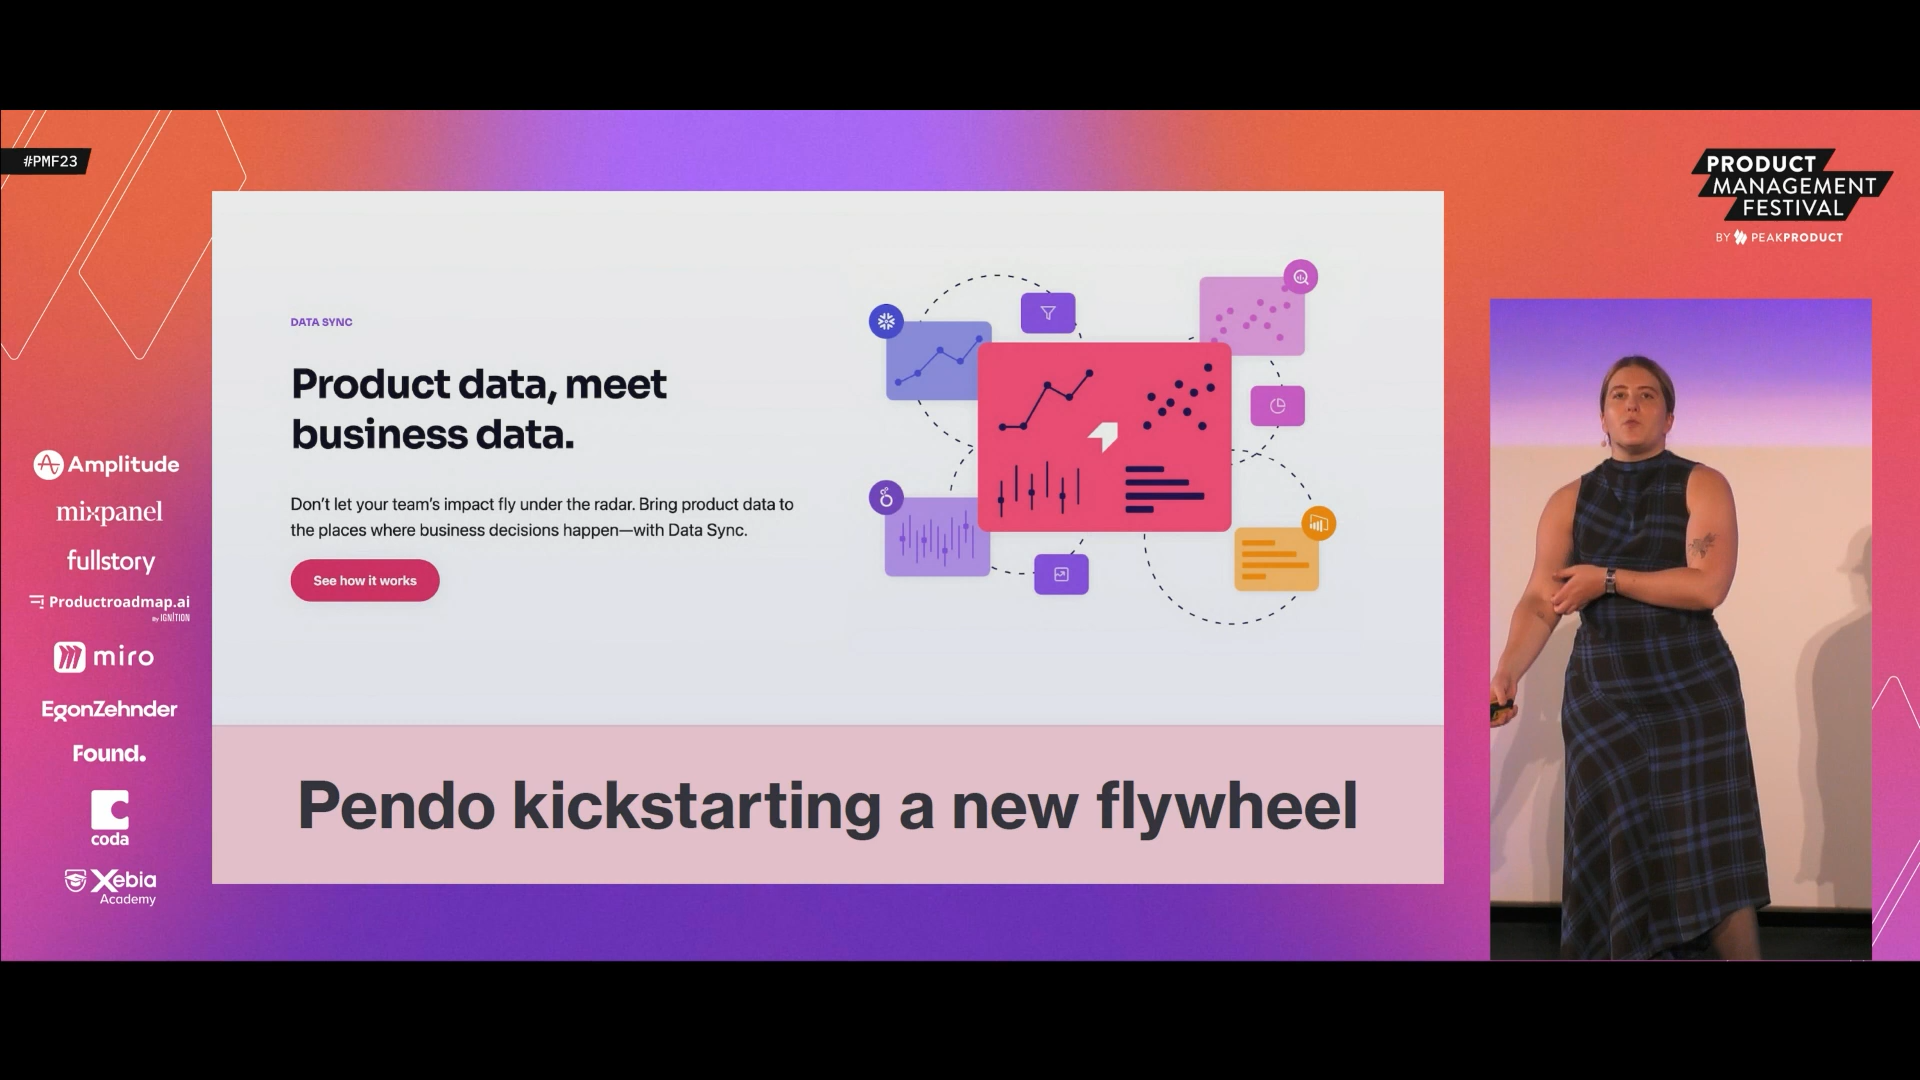 #PMF23
PRODUCT
MANAGEMENT
FESTIVAL
BY PEAKPRODUCT
DATA SYNC
Product data, meet
business data.
Don’t let your team’s impact fly under the radar. Bring product data to
the places where business decisions happen—with Data Sync.
See how it works
Pendo kickstarting a new flywheel
Amplitude
mixpanel
fullstory
Productroadmap.ai
by IGNITION
miro
EgonZehnder
Found.
coda
Xebia
Academy